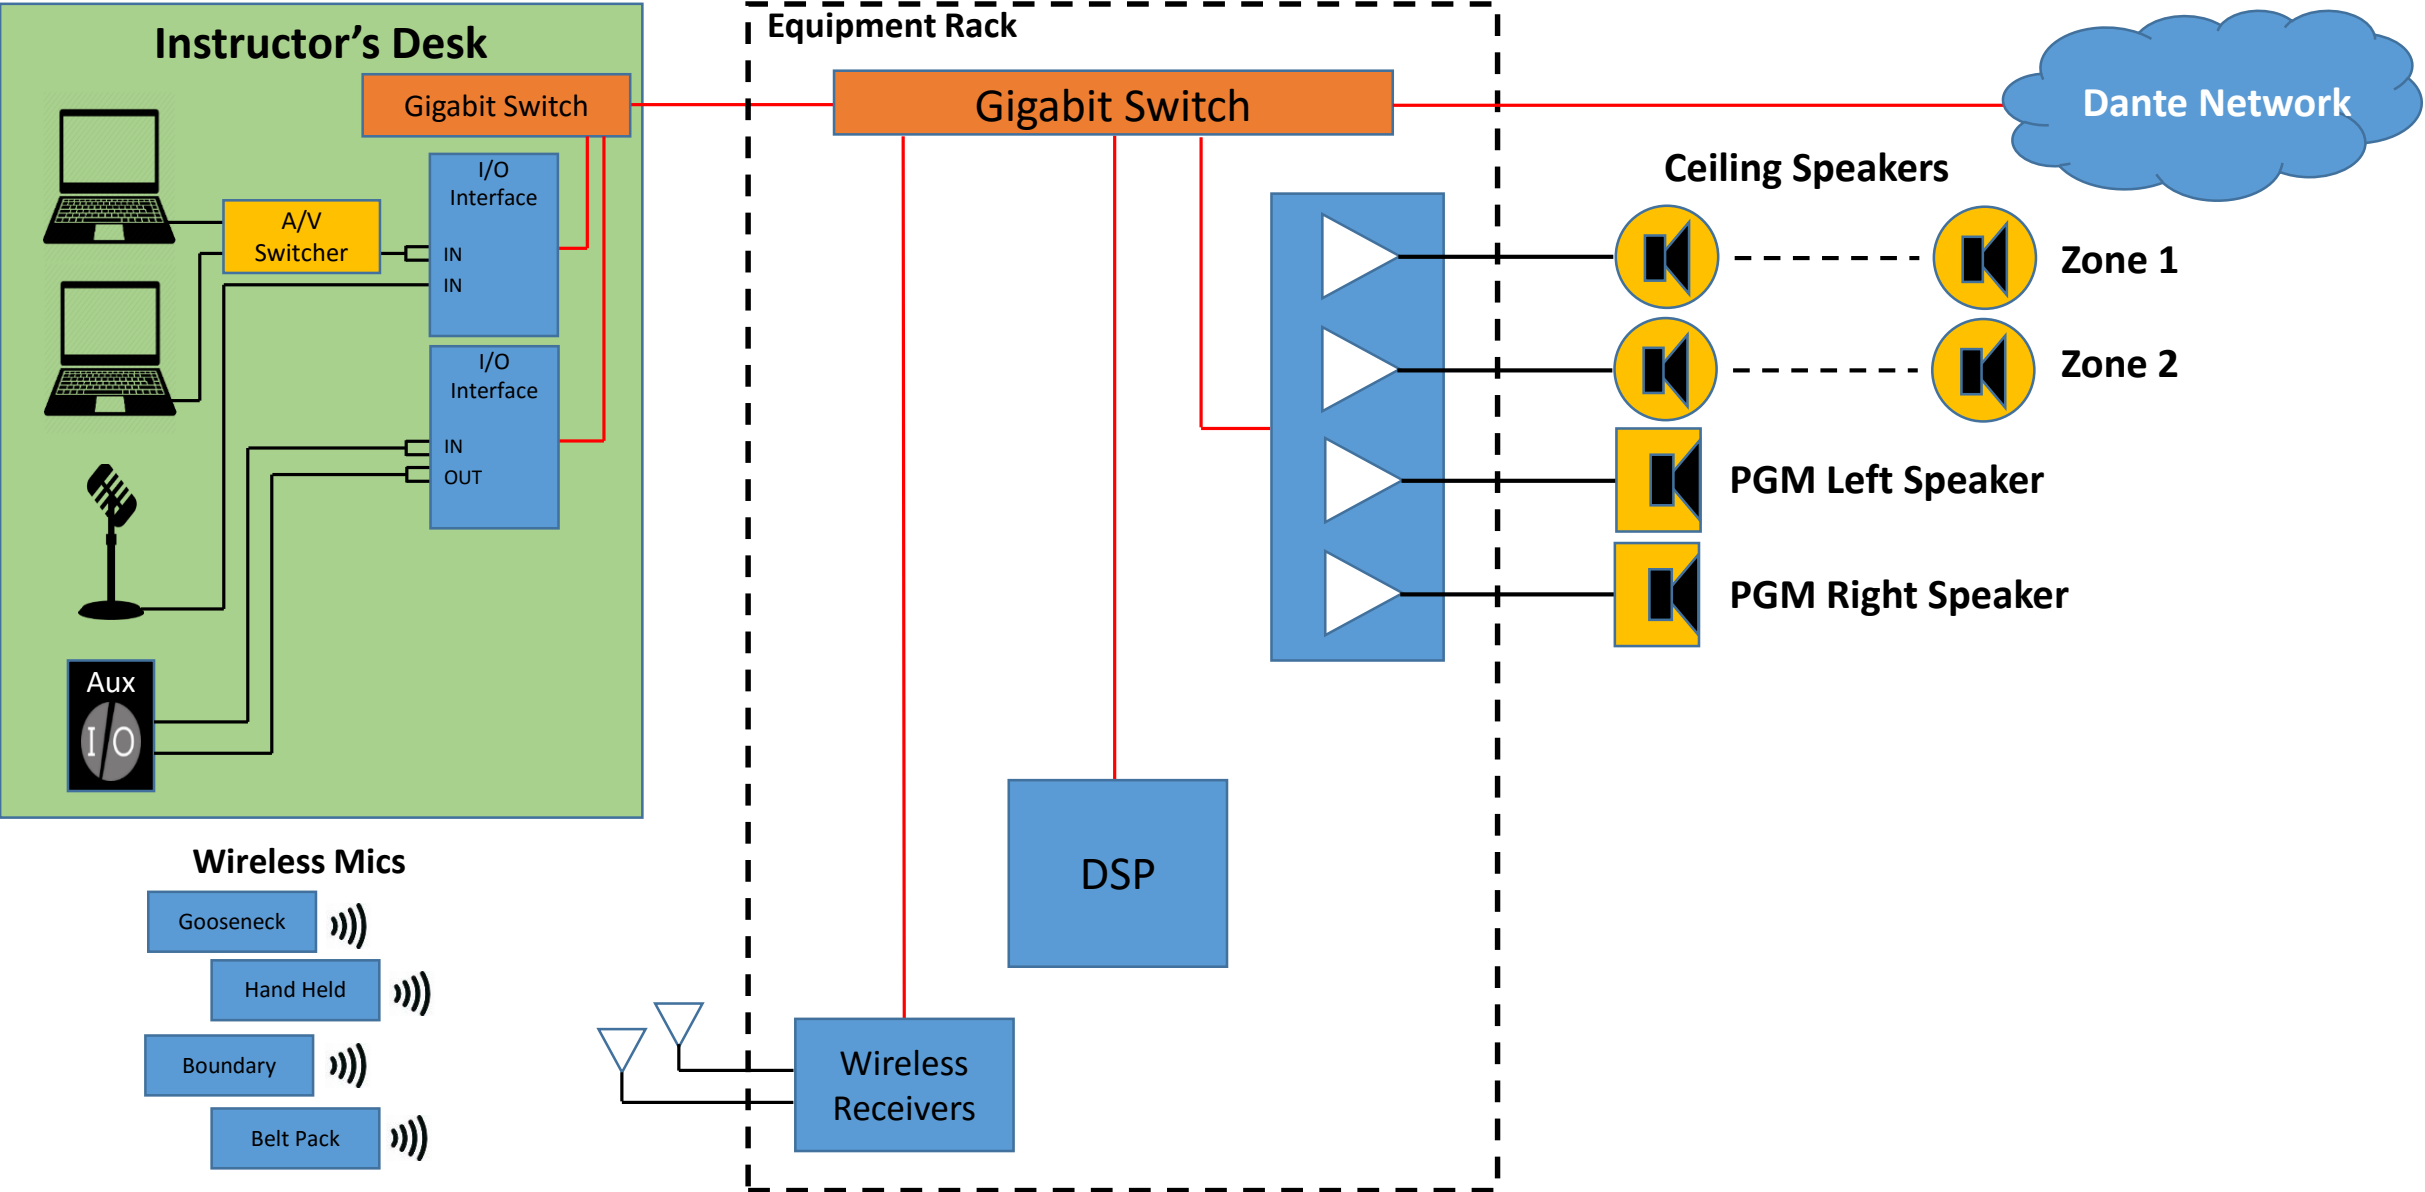 Instructor’s Desk
Gigabit Switch
I/O
Interface
A/V
Switcher
IN
IN
I/O
Interface
IN
OUT
Aux
I/O
Wireless Mics
Gooseneck
Hand Held
Boundary
Belt Pack
Equipment Rack
Gigabit Switch
DSP
Wireless
Receivers
Dante Network
Ceiling Speakers
Zone 1
Zone 2
PGM Left Speaker
PGM Right Speaker